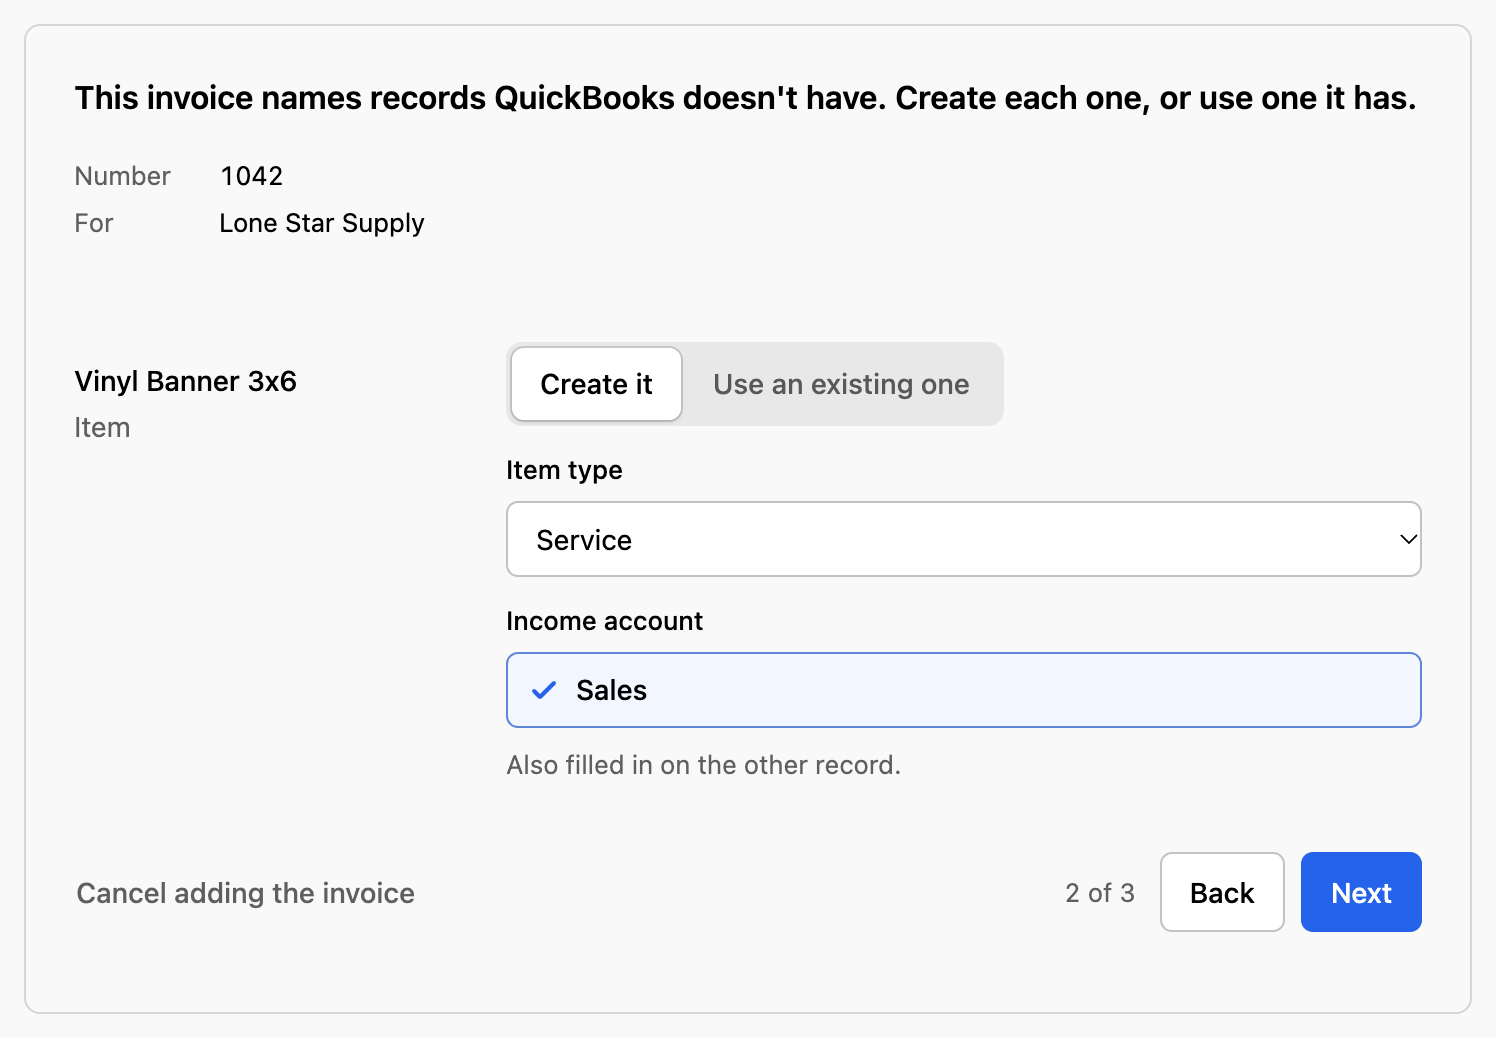 This invoice names records QuickBooks doesn't have. Create each one, or use one it has.
Number 1042
For Lone Star Supply
Vinyl Banner 3x6
Item
Create it Use an existing one
Item type
Service
Income account
Sales
Also filled in on the other record.
Cancel adding the invoice 2 of 3 Back Next